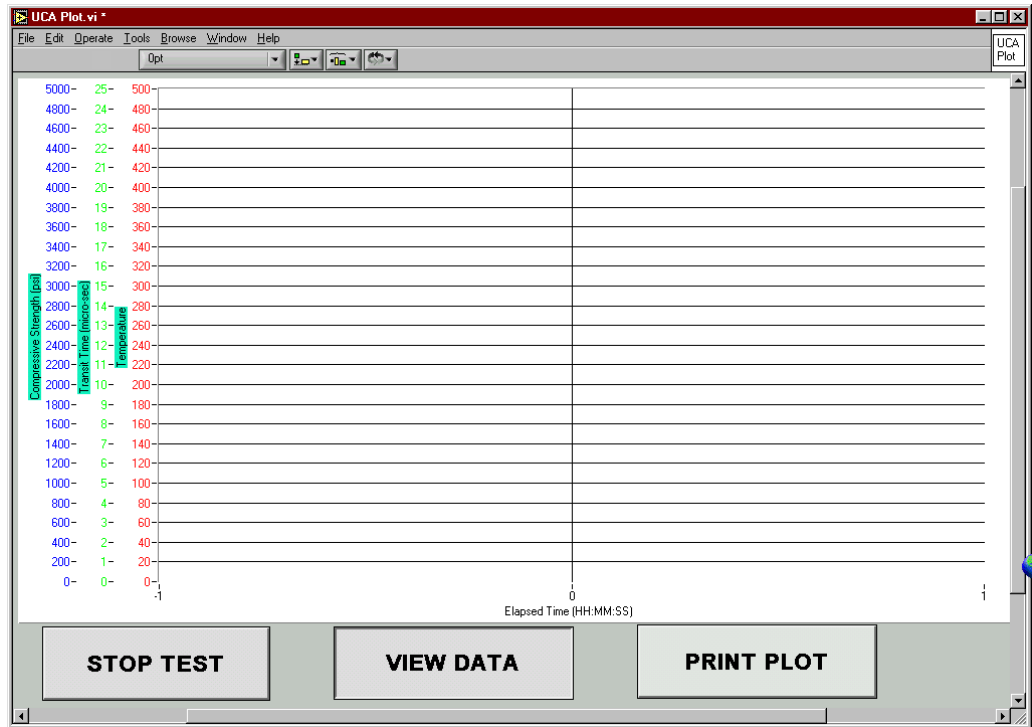 UCA Plot.vi *
File Edit Operate Tools Browse Window Help
0pt
UCA
Plot
5000 25 500
4800 24 480
4600 23 460
4400 22 440
4200 21 420
4000 20 400
3800 19 380
3600 18 360
3400 17 340
3200 16 320
3000 15 300
2800 14 280
2600 13 260
2400 12 240
2200 11 220
2000 10 200
1800 9 180
1600 8 160
1400 7 140
1200 6 120
1000 5 100
800 4 80
600 3 60
400 2 40
200 1 20
0 0 0
Compressive Strength (psi)
Transit Time (micro-sec)
Temperature
-1 0 1
Elapsed Time (HH:MM:SS)
STOP TEST VIEW DATA PRINT PLOT